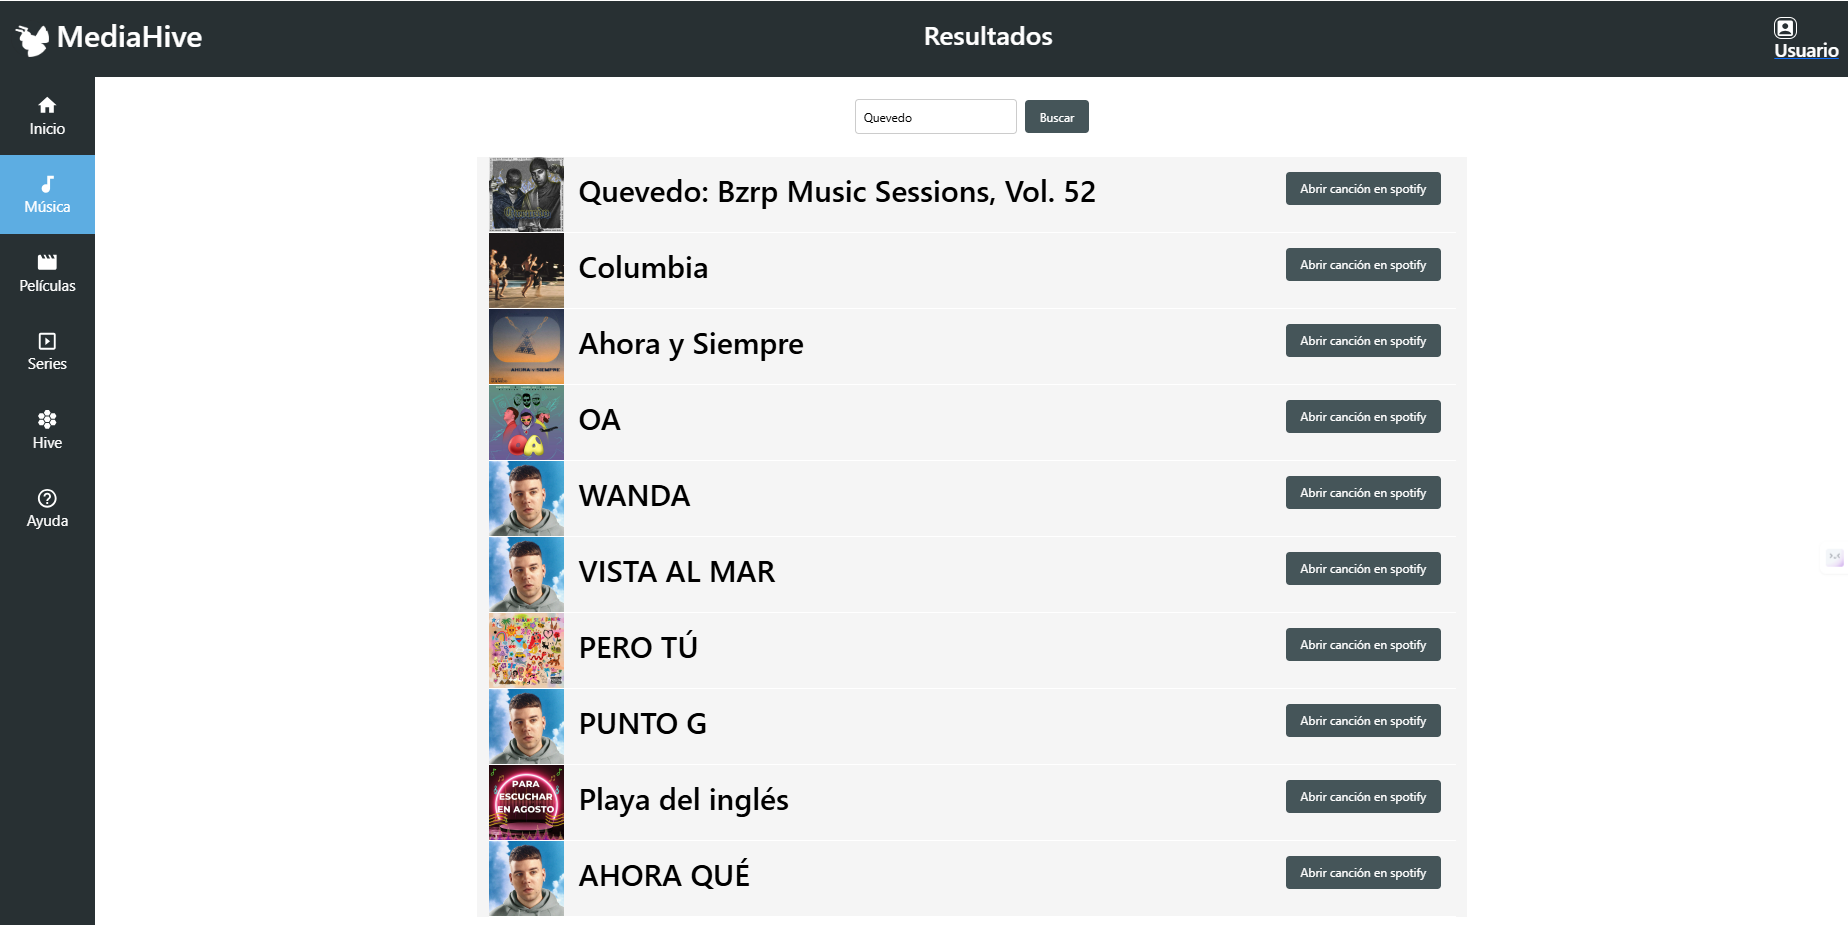 MediaHive
Resultados
Usuario
Inicio
Música
Películas
Series
Hive
Ayuda
Quevedo
Buscar
Quevedo: Bzrp Music Sessions, Vol. 52
Abrir canción en spotify
Columbia
Abrir canción en spotify
AHORA Y SIEMPRE
Ahora y Siempre
Abrir canción en spotify
OA
OA
Abrir canción en spotify
WANDA
Abrir canción en spotify
VISTA AL MAR
Abrir canción en spotify
PERO TÚ
Abrir canción en spotify
PUNTO G
Abrir canción en spotify
PARA
ESCUCHAR
EN AGOSTO
Playa del inglés
Abrir canción en spotify
AHORA QUÉ
Abrir canción en spotify